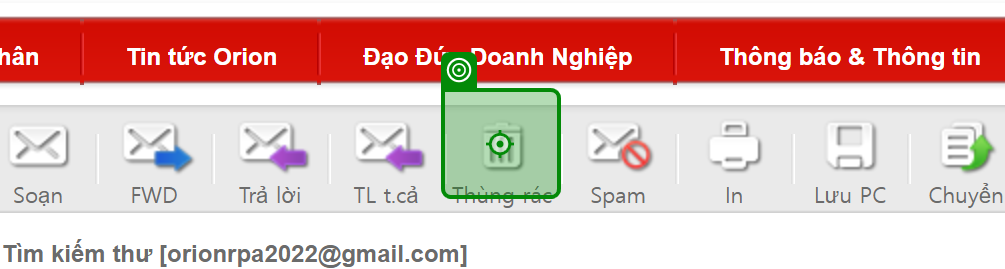 hân Tin tức Orion Đạo Đức Doanh Nghiệp Thông báo & Thông tin
Soạn FWD Trả lời TL t.cả Thùng rác Spam In Lưu PC Chuyển
Tìm kiếm thư [orionrpa2022@gmail.com]